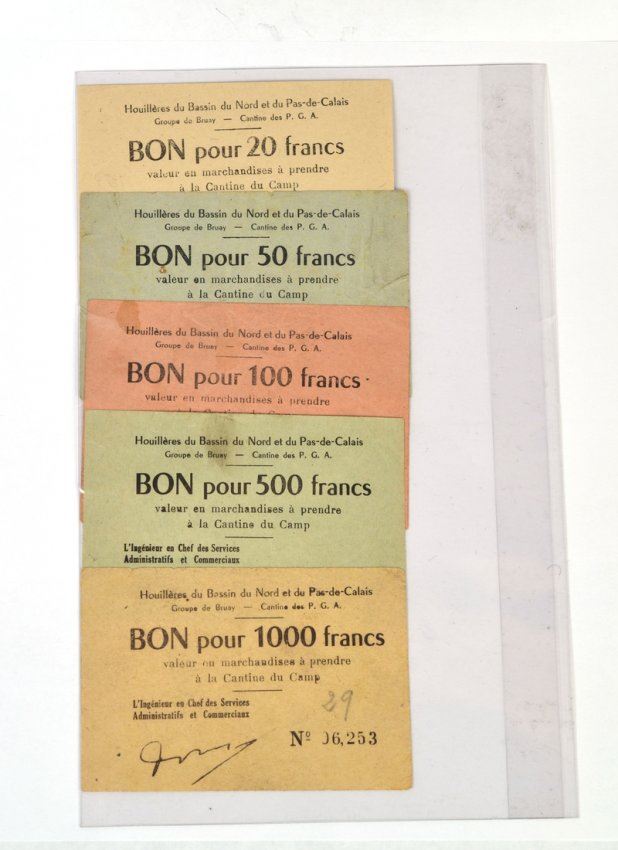 Houillères du Bassin du Nord et du Pas-de-Calais
Groupe de Bruay — Cantine des P. G. A.
BON pour 20 francs
valeur en marchandises à prendre
à la Cantine du Camp
Houillères du Bassin du Nord et du Pas-de-Calais
Groupe de Bruay — Cantine des P. G. A.
BON pour 50 francs
valeur en marchandises à prendre
à la Cantine du Camp
Houillères du Bassin du Nord et du Pas-de-Calais
Groupe de Bruay — Cantine des P. G. A.
BON pour 100 francs
valeur en marchandises à prendre
à la Cantine du Camp
Houillères du Bassin du Nord et du Pas-de-Calais
Groupe de Bruay — Cantine des P. G. A.
BON pour 500 francs
valeur en marchandises à prendre
à la Cantine du Camp
L'Ingénieur en Chef des Services
Administratifs et Commerciaux
Houillères du Bassin du Nord et du Pas-de-Calais
Groupe de Bruay — Cantine des P. G. A.
BON pour 1000 francs
valeur en marchandises à prendre
à la Cantine du Camp
L'Ingénieur en Chef des Services
Administratifs et Commerciaux
29
Nº 06,253